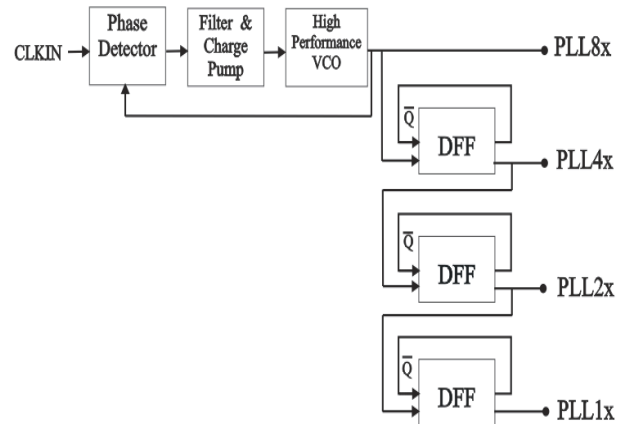 CLKIN
Phase
Detector
Filter &
Charge
Pump
High
Performance
VCO
PLL8x
Q̅
DFF
PLL4x
Q̅
DFF
PLL2x
Q̅
DFF
PLL1x